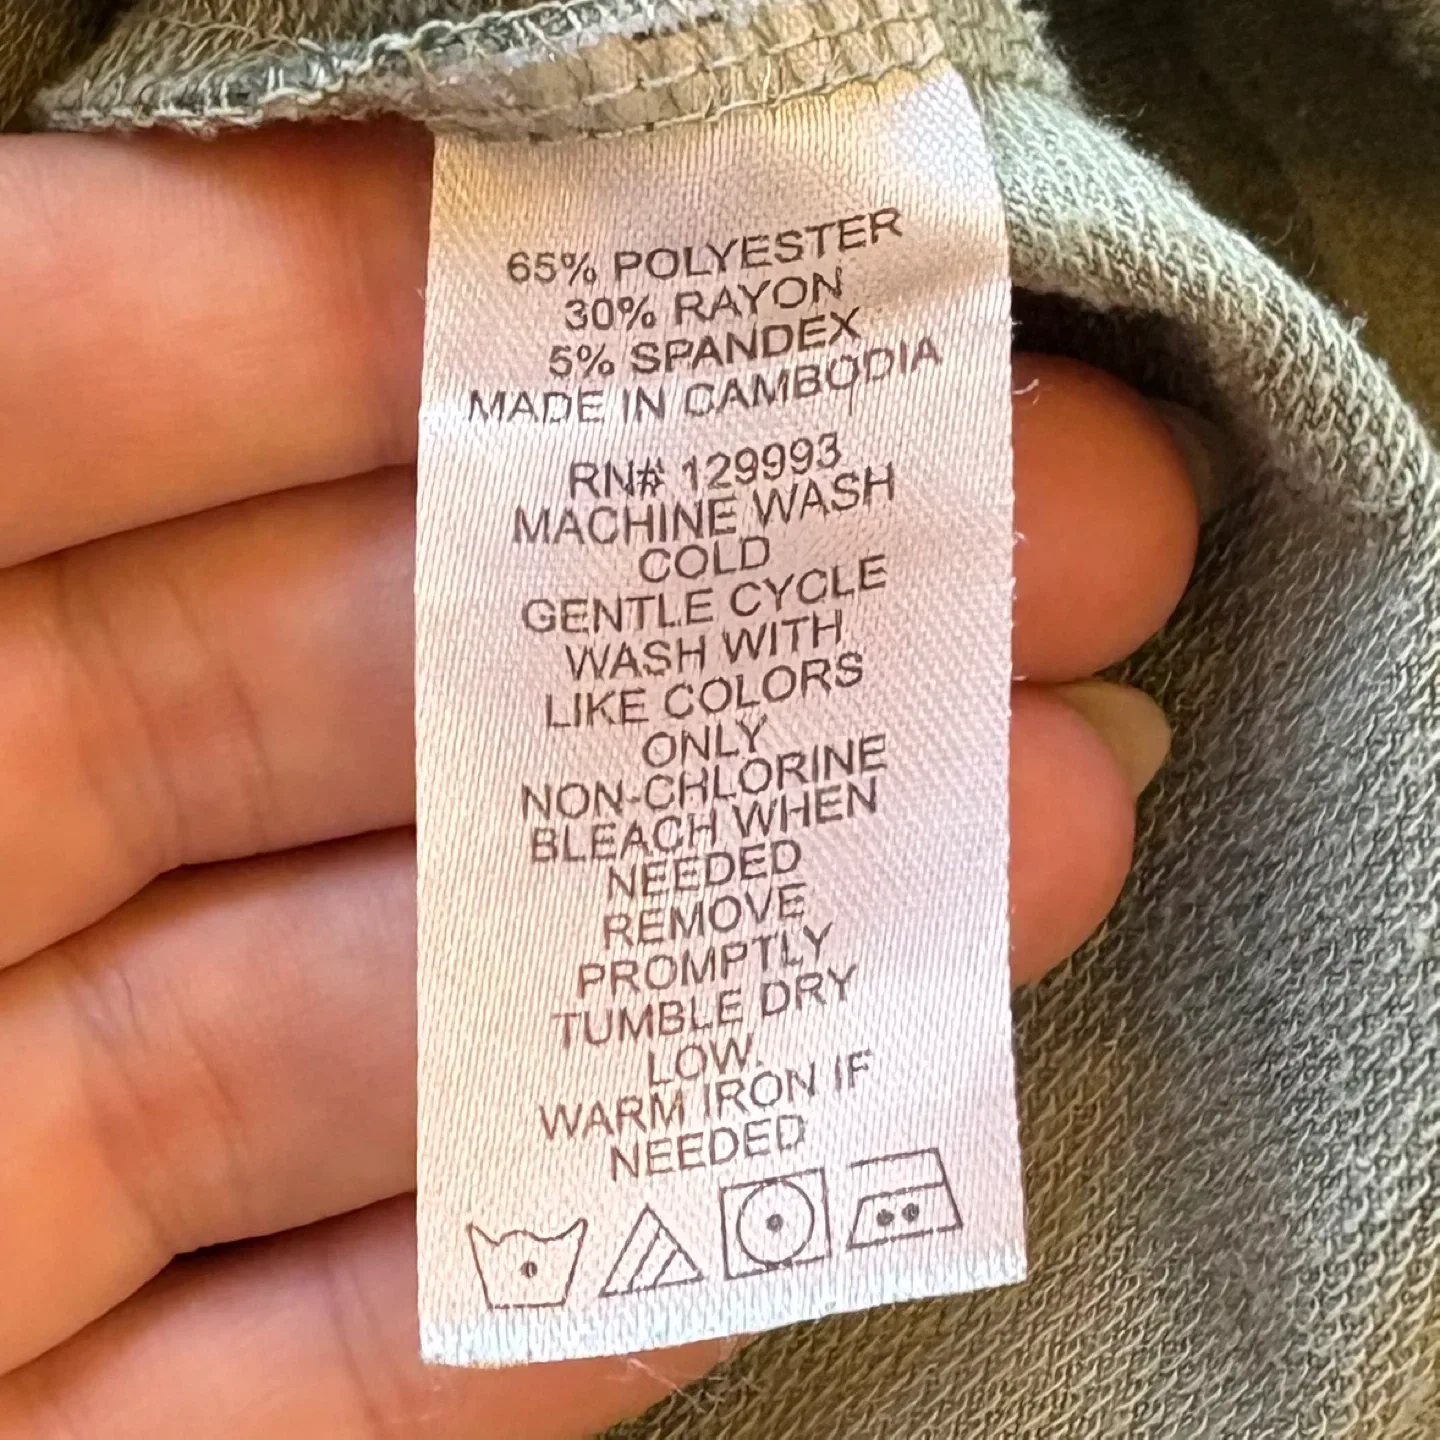 65% POLYESTER
30% RAYON
5% SPANDEX
MADE IN CAMBODIA
RN# 129993
MACHINE WASH
COLD
GENTLE CYCLE
WASH WITH
LIKE COLORS
ONLY
NON-CHLORINE
BLEACH WHEN
NEEDED
REMOVE
PROMPTLY
TUMBLE DRY
LOW.
WARM IRON IF
NEEDED